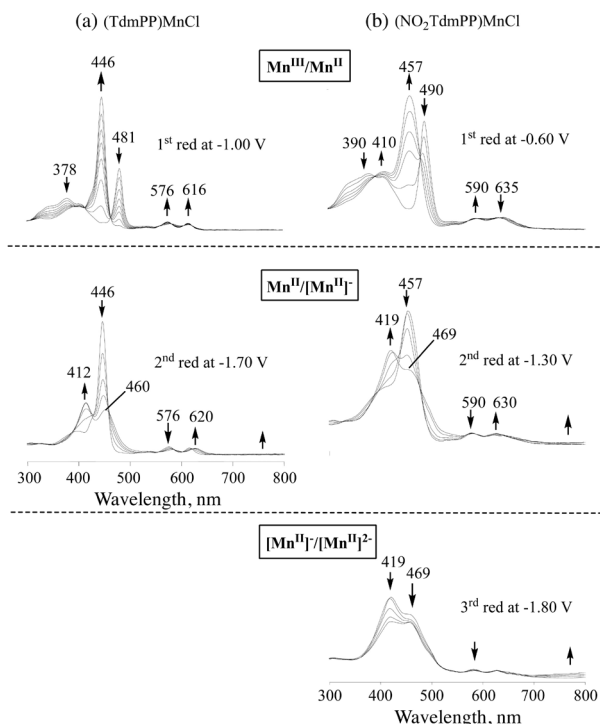 (a) (TdmPP)MnCl
(b) (NO₂TdmPP)MnCl
Mnᴵᴵᴵ/Mnᴵᴵ
446
481
378
1ˢᵗ red at -1.00 V
576 616
457
490
390 410
1ˢᵗ red at -0.60 V
590 635
Mnᴵᴵ/[Mnᴵᴵ]⁻
446
412
460
2ⁿᵈ red at -1.70 V
576 620
457
419
469
2ⁿᵈ red at -1.30 V
590 630
300 400 500 600 700 800
Wavelength, nm
[Mnᴵᴵ]⁻/[Mnᴵᴵ]²⁻
419
469
3ʳᵈ red at -1.80 V
300 400 500 600 700 800
Wavelength, nm